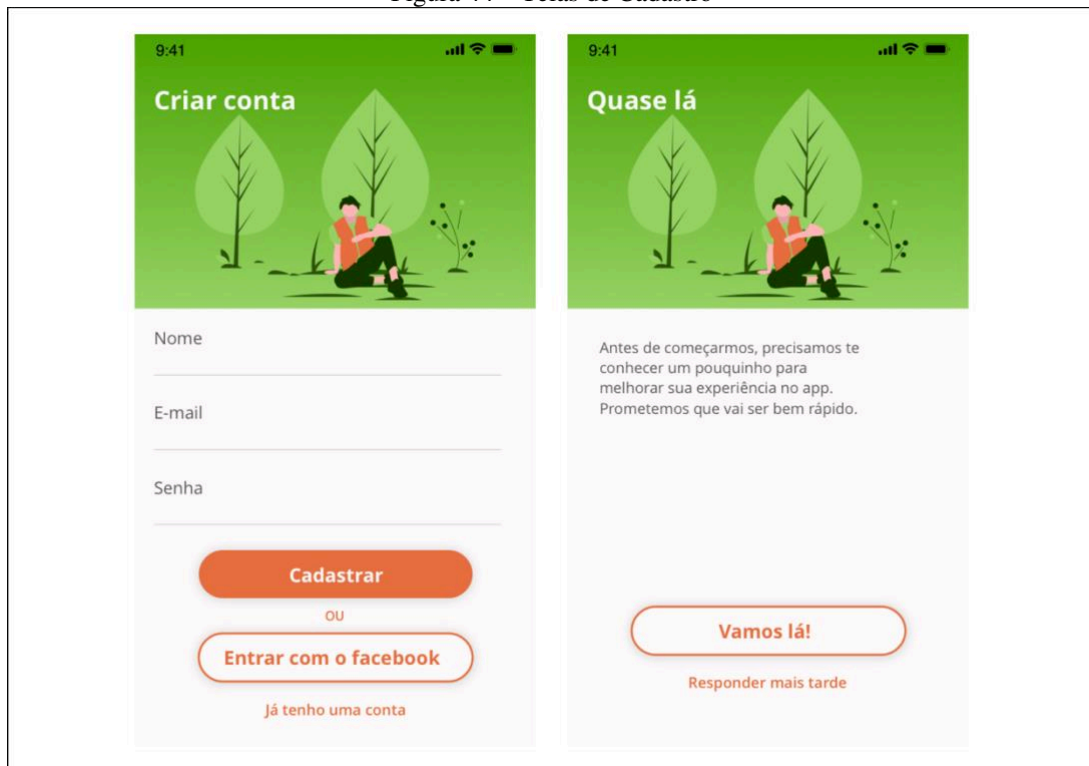 9:41
Criar conta
Nome
E-mail
Senha
Cadastrar
OU
Entrar com o facebook
Já tenho uma conta
9:41
Quase lá
Antes de começarmos, precisamos te
conhecer um pouquinho para
melhorar sua experiência no app.
Prometemos que vai ser bem rápido.
Vamos lá!
Responder mais tarde